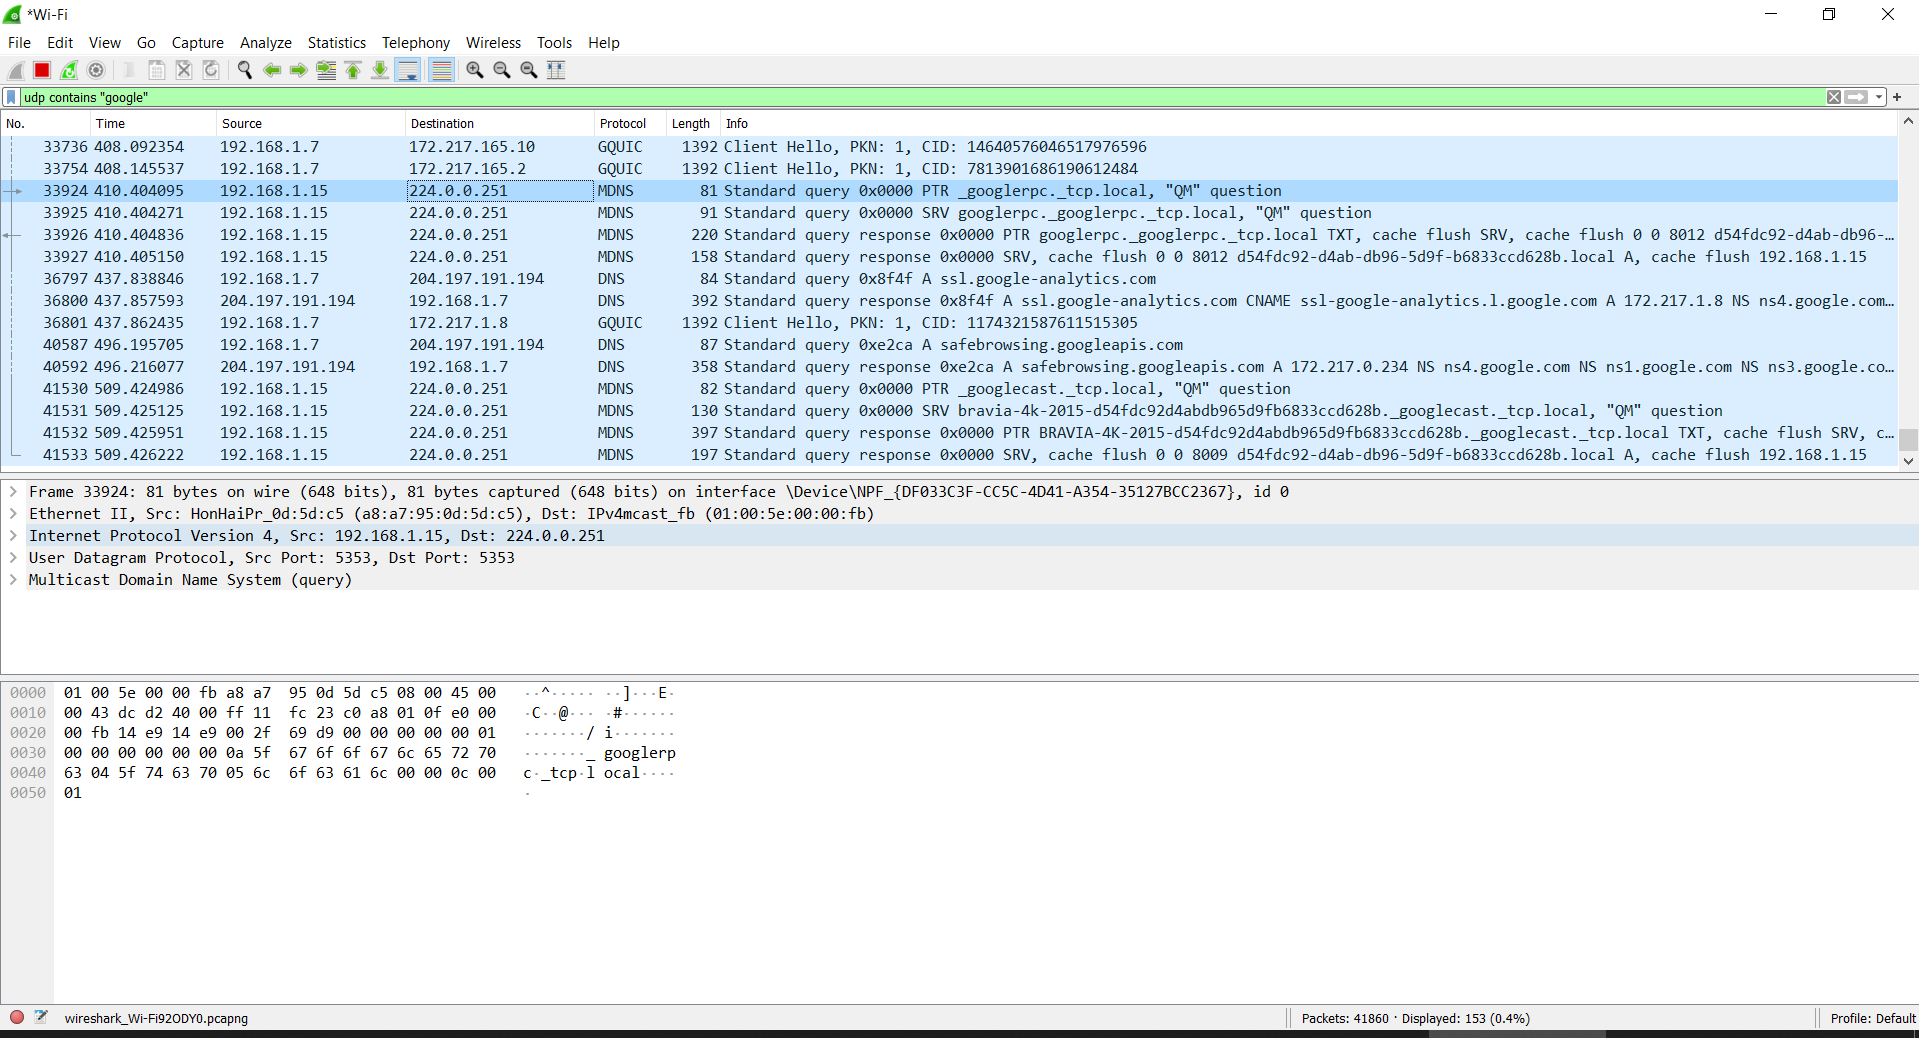 *Wi-Fi
File Edit View Go Capture Analyze Statistics Telephony Wireless Tools Help
udp contains "google"
No. Time Source Destination Protocol Length Info
33736 408.092354 192.168.1.7 172.217.165.10 GQUIC 1392 Client Hello, PKN: 1, CID: 14640576046517976596
33754 408.145537 192.168.1.7 172.217.165.2 GQUIC 1392 Client Hello, PKN: 1, CID: 7813901686190612484
33924 410.404095 192.168.1.15 224.0.0.251 MDNS 81 Standard query 0x0000 PTR _googlerpc._tcp.local, "QM" question
33925 410.404271 192.168.1.15 224.0.0.251 MDNS 91 Standard query 0x0000 SRV googlerpc._googlerpc._tcp.local, "QM" question
33926 410.404836 192.168.1.15 224.0.0.251 MDNS 220 Standard query response 0x0000 PTR googlerpc._googlerpc._tcp.local TXT, cache flush SRV, cache flush 0 0 8012 d54fdc92-d4ab-db96-…
33927 410.405150 192.168.1.15 224.0.0.251 MDNS 158 Standard query response 0x0000 SRV, cache flush 0 0 8012 d54fdc92-d4ab-db96-5d9f-b6833ccd628b.local A, cache flush 192.168.1.15
36797 437.838846 192.168.1.7 204.197.191.194 DNS 84 Standard query 0x8f4f A ssl.google-analytics.com
36800 437.857593 204.197.191.194 192.168.1.7 DNS 392 Standard query response 0x8f4f A ssl.google-analytics.com CNAME ssl-google-analytics.l.google.com A 172.217.1.8 NS ns4.google.com…
36801 437.862435 192.168.1.7 172.217.1.8 GQUIC 1392 Client Hello, PKN: 1, CID: 1174321587611515305
40587 496.195705 192.168.1.7 204.197.191.194 DNS 87 Standard query 0xe2ca A safebrowsing.googleapis.com
40592 496.216077 204.197.191.194 192.168.1.7 DNS 358 Standard query response 0xe2ca A safebrowsing.googleapis.com A 172.217.0.234 NS ns4.google.com NS ns1.google.com NS ns3.google.co…
41530 509.424986 192.168.1.15 224.0.0.251 MDNS 82 Standard query 0x0000 PTR _googlecast._tcp.local, "QM" question
41531 509.425125 192.168.1.15 224.0.0.251 MDNS 130 Standard query 0x0000 SRV bravia-4k-2015-d54fdc92d4abdb965d9fb6833ccd628b._googlecast._tcp.local, "QM" question
41532 509.425951 192.168.1.15 224.0.0.251 MDNS 397 Standard query response 0x0000 PTR BRAVIA-4K-2015-d54fdc92d4abdb965d9fb6833ccd628b._googlecast._tcp.local TXT, cache flush SRV, c…
41533 509.426222 192.168.1.15 224.0.0.251 MDNS 197 Standard query response 0x0000 SRV, cache flush 0 0 8009 d54fdc92-d4ab-db96-5d9f-b6833ccd628b.local A, cache flush 192.168.1.15
Frame 33924: 81 bytes on wire (648 bits), 81 bytes captured (648 bits) on interface \Device\NPF_{DF033C3F-CC5C-4D41-A354-35127BCC2367}, id 0
Ethernet II, Src: HonHaiPr_0d:5d:c5 (a8:a7:95:0d:5d:c5), Dst: IPv4mcast_fb (01:00:5e:00:00:fb)
Internet Protocol Version 4, Src: 192.168.1.15, Dst: 224.0.0.251
User Datagram Protocol, Src Port: 5353, Dst Port: 5353
Multicast Domain Name System (query)
0000 01 00 5e 00 00 fb a8 a7 95 0d 5d c5 08 00 45 00 ··^····· ··]···E·
0010 00 43 dc d2 40 00 ff 11 fc 23 c0 a8 01 0f e0 00 ·C··@··· ·#······
0020 00 fb 14 e9 14 e9 00 2f 69 d9 00 00 00 00 00 01 ·······/ i·······
0030 00 00 00 00 00 00 0a 5f 67 6f 6f 67 6c 65 72 70 ·······_ googlerp
0040 63 04 5f 74 63 70 05 6c 6f 63 61 6c 00 00 0c 00 c·_tcp·l ocal····
0050 01 ·
wireshark_Wi-Fi92ODY0.pcapng Packets: 41860 · Displayed: 153 (0.4%) Profile: Default